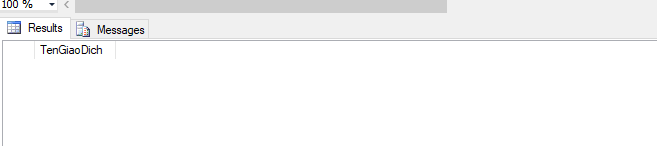 100 %
Results Messages
TenGiaoDich